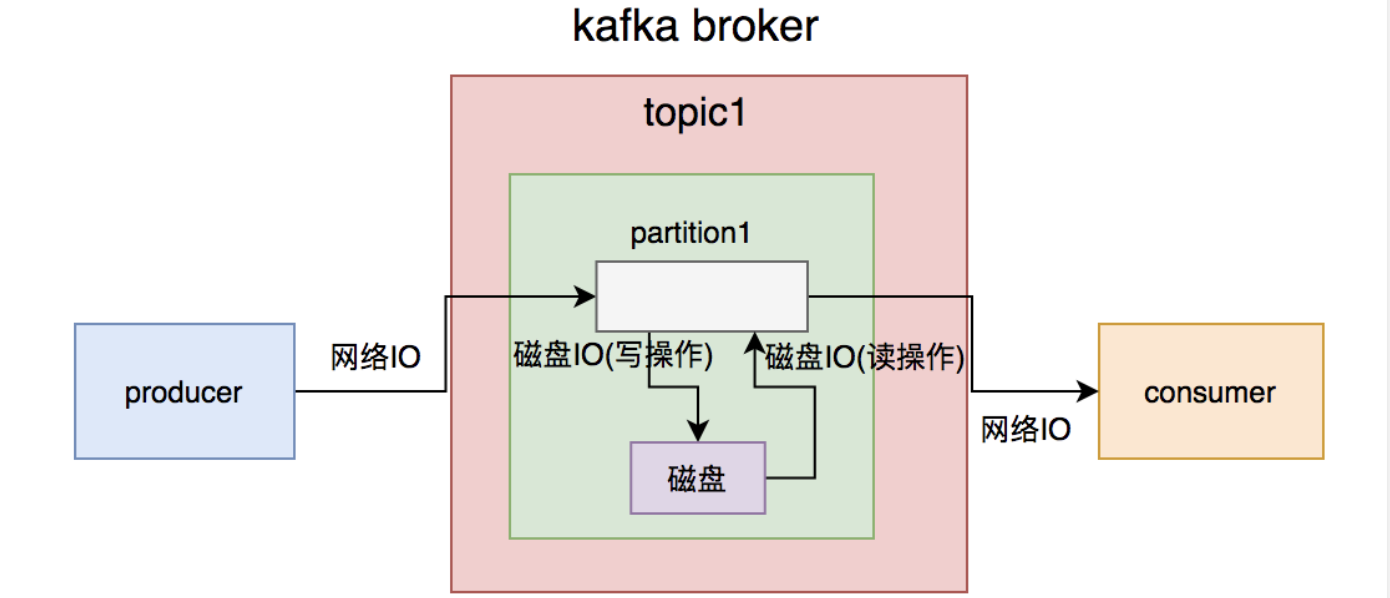 kafka broker
topic1
partition1
网络IO
磁盘IO(写操作)
磁盘IO(读操作)
producer
consumer
网络IO
磁盘